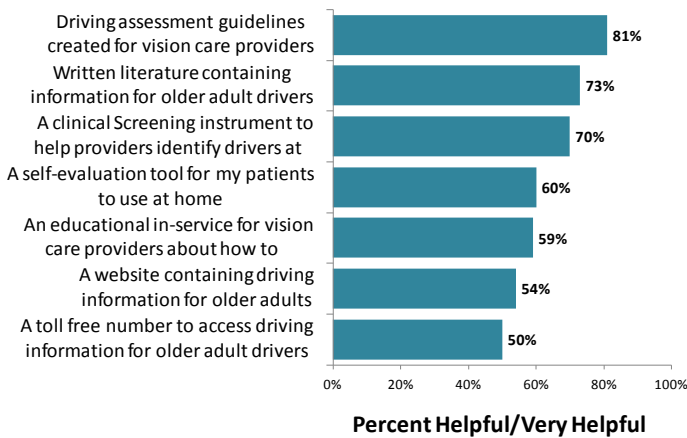 Driving assessment guidelines
created for vision care providers
81%
Written literature containing
information for older adult drivers
73%
A clinical Screening instrument to
help providers identify drivers at
70%
A self-evaluation tool for my patients
to use at home
60%
An educational in-service for vision
care providers about how to
59%
A website containing driving
information for older adults
54%
A toll free number to access driving
information for older adult drivers
50%
0% 20% 40% 60% 80% 100%
Percent Helpful/Very Helpful